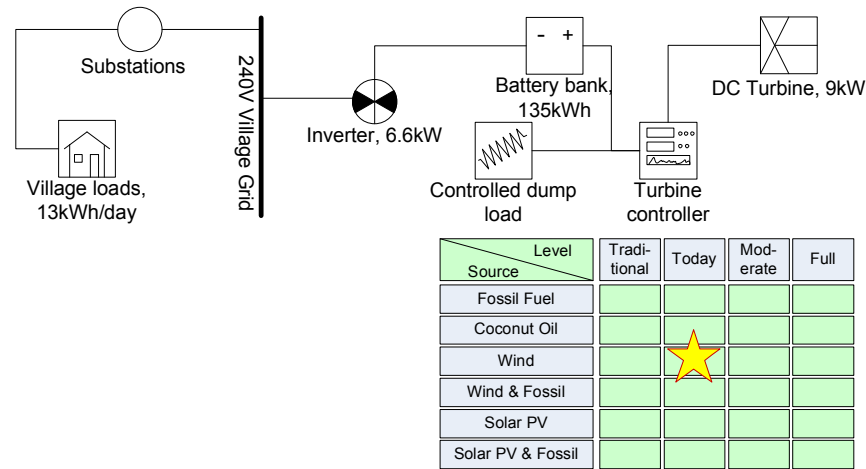 Substations
240V Village Grid
- +
Battery bank,
135kWh
DC Turbine, 9kW
Inverter, 6.6kW
Village loads,
13kWh/day
Controlled dump
load
Turbine
controller
Level
Source
Tradi-
tional
Today
Mod-
erate
Full
Fossil Fuel
Coconut Oil
Wind
Wind & Fossil
Solar PV
Solar PV & Fossil